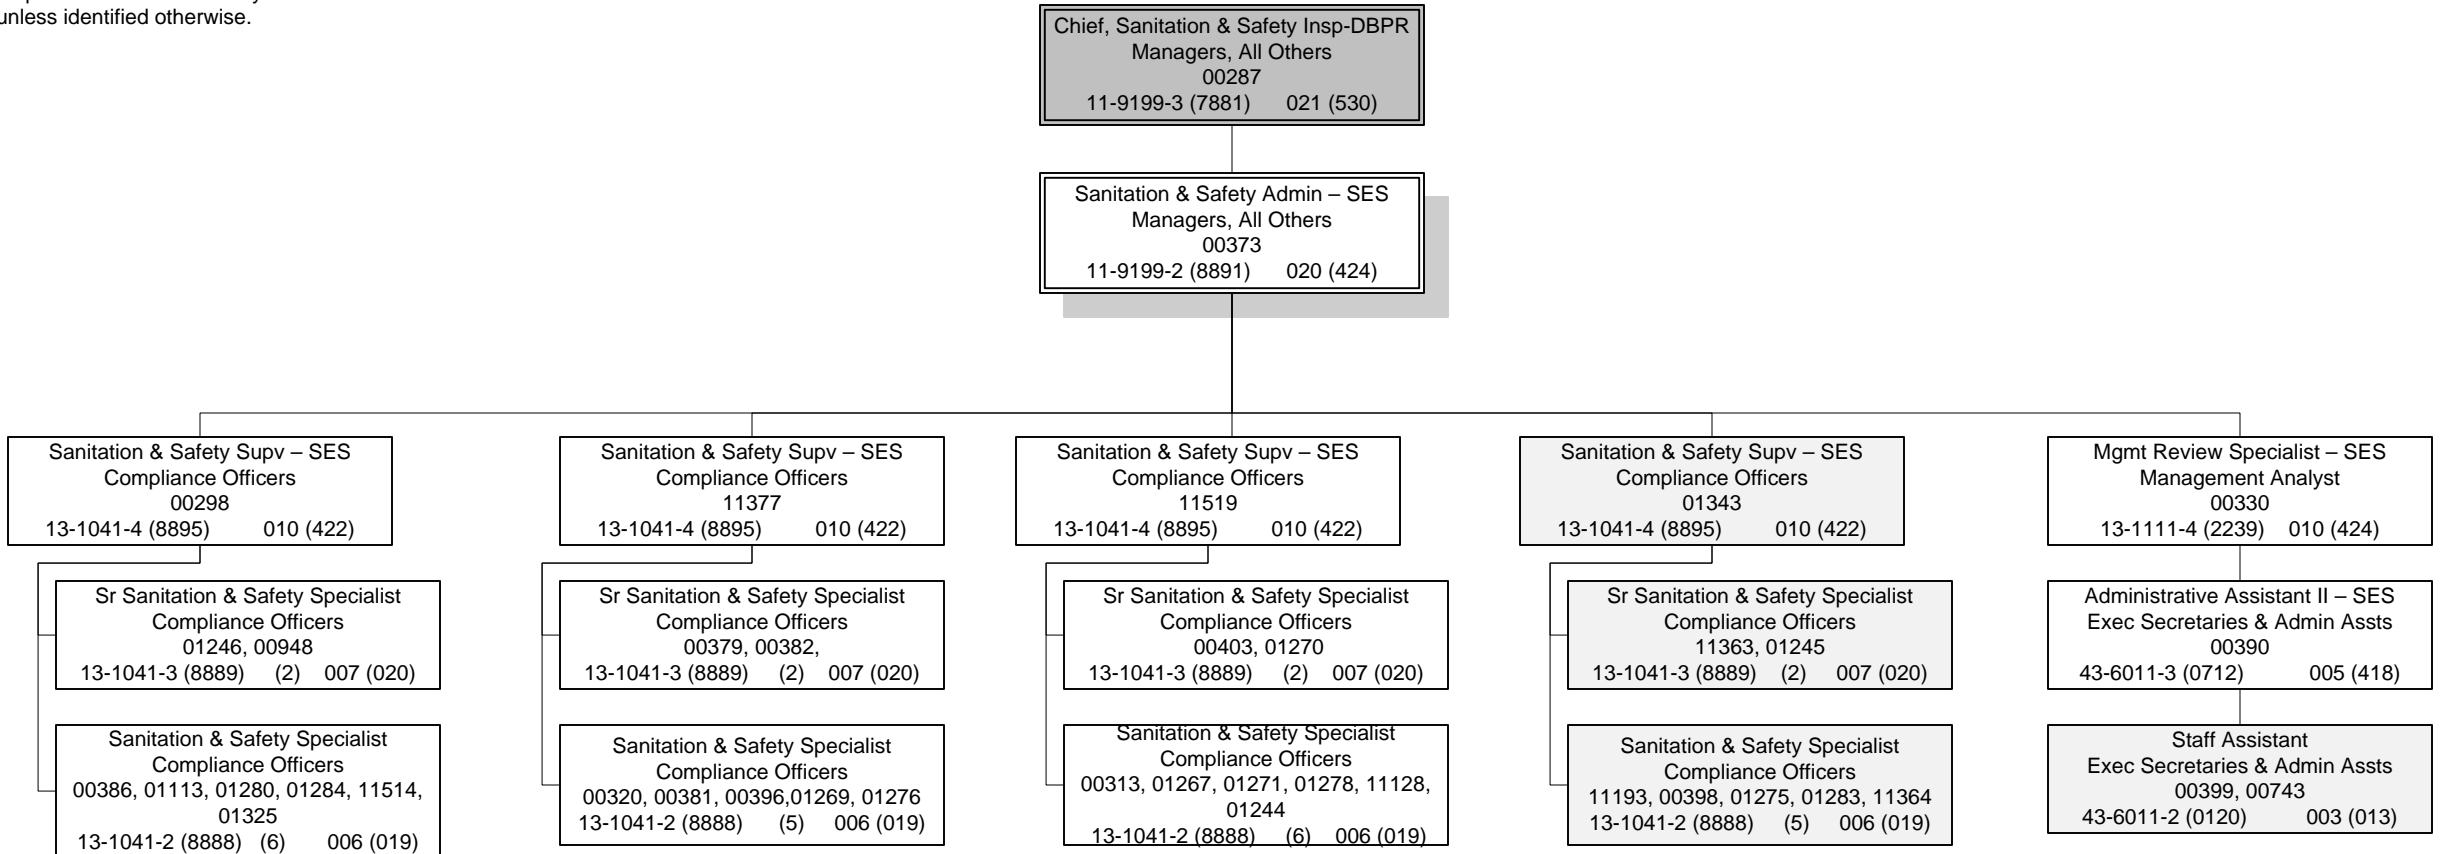 unless identified otherwise.
Chief, Sanitation & Safety Insp-DBPR
Managers, All Others
00287
11-9199-3 (7881) 021 (530)
Sanitation & Safety Admin – SES
Managers, All Others
00373
11-9199-2 (8891) 020 (424)
Sanitation & Safety Supv – SES
Compliance Officers
00298
13-1041-4 (8895) 010 (422)
Sr Sanitation & Safety Specialist
Compliance Officers
01246, 00948
13-1041-3 (8889) (2) 007 (020)
Sanitation & Safety Specialist
Compliance Officers
00386, 01113, 01280, 01284, 11514,
01325
13-1041-2 (8888) (6) 006 (019)
Sanitation & Safety Supv – SES
Compliance Officers
11377
13-1041-4 (8895) 010 (422)
Sr Sanitation & Safety Specialist
Compliance Officers
00379, 00382,
13-1041-3 (8889) (2) 007 (020)
Sanitation & Safety Specialist
Compliance Officers
00320, 00381, 00396,01269, 01276
13-1041-2 (8888) (5) 006 (019)
Sanitation & Safety Supv – SES
Compliance Officers
11519
13-1041-4 (8895) 010 (422)
Sr Sanitation & Safety Specialist
Compliance Officers
00403, 01270
13-1041-3 (8889) (2) 007 (020)
Sanitation & Safety Specialist
Compliance Officers
00313, 01267, 01271, 01278, 11128,
01244
13-1041-2 (8888) (6) 006 (019)
Sanitation & Safety Supv – SES
Compliance Officers
01343
13-1041-4 (8895) 010 (422)
Sr Sanitation & Safety Specialist
Compliance Officers
11363, 01245
13-1041-3 (8889) (2) 007 (020)
Sanitation & Safety Specialist
Compliance Officers
11193, 00398, 01275, 01283, 11364
13-1041-2 (8888) (5) 006 (019)
Mgmt Review Specialist – SES
Management Analyst
00330
13-1111-4 (2239) 010 (424)
Administrative Assistant II – SES
Exec Secretaries & Admin Assts
00390
43-6011-3 (0712) 005 (418)
Staff Assistant
Exec Secretaries & Admin Assts
00399, 00743
43-6011-2 (0120) 003 (013)